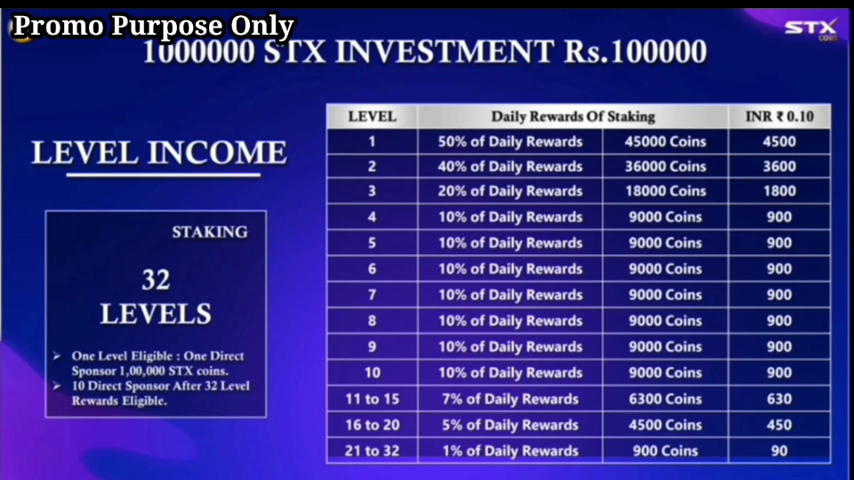 Promo Purpose Only
STX
COIN
1000000 STX INVESTMENT Rs.100000
LEVEL INCOME
STAKING
32
LEVELS
➢ One Level Eligible : One Direct
Sponsor 1,00,000 STX coins.
➢ 10 Direct Sponsor After 32 Level
Rewards Eligible.
LEVEL Daily Rewards Of Staking INR ₹ 0.10
1 50% of Daily Rewards 45000 Coins 4500
2 40% of Daily Rewards 36000 Coins 3600
3 20% of Daily Rewards 18000 Coins 1800
4 10% of Daily Rewards 9000 Coins 900
5 10% of Daily Rewards 9000 Coins 900
6 10% of Daily Rewards 9000 Coins 900
7 10% of Daily Rewards 9000 Coins 900
8 10% of Daily Rewards 9000 Coins 900
9 10% of Daily Rewards 9000 Coins 900
10 10% of Daily Rewards 9000 Coins 900
11 to 15 7% of Daily Rewards 6300 Coins 630
16 to 20 5% of Daily Rewards 4500 Coins 450
21 to 32 1% of Daily Rewards 900 Coins 90